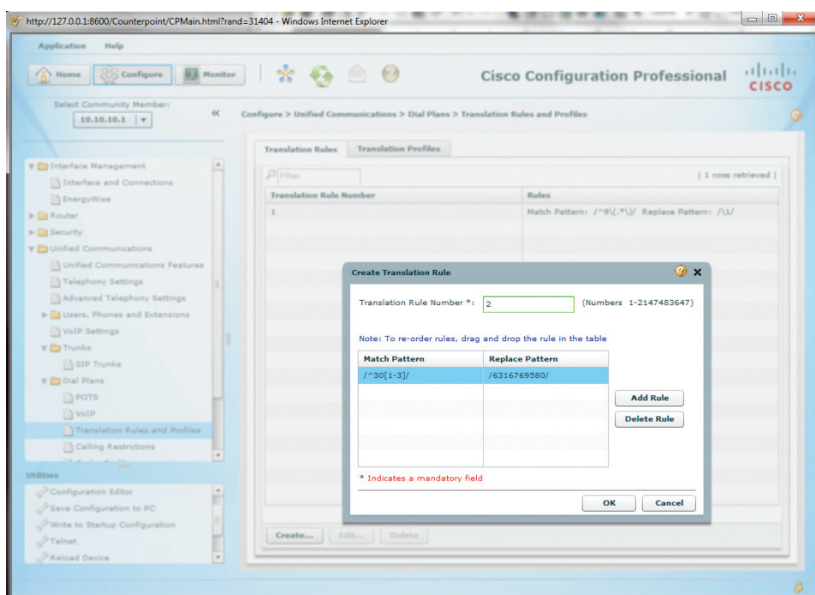 http://127.0.0.1:8600/Counterpoint/CPMain.html?rand=31404 - Windows Internet Explorer
Application Help
Home Configure Monitor
Cisco Configuration Professional
CISCO
Select Community Member:
10.10.10.1
Configure > Unified Communications > Dial Plans > Translation Rules and Profiles
Interface Management
Interface and Connections
EnergyWise
Router
Security
Unified Communications
Unified Communications Features
Telephony Settings
Advanced Telephony Settings
Users, Phones and Extensions
VoIP Settings
Trunks
SIP Trunks
Dial Plans
POTS
VoIP
Translation Rules and Profiles
Calling Restrictions
Utilities
Configuration Editor
Save Configuration to PC
Write to Startup Configuration
Telnet
Reload Device
Translation Rules Translation Profiles
Filter
| 1 rows retrieved |
Translation Rule Number Rules
1 Match Pattern: /^9\(.*\)/ Replace Pattern: /\1/
Create Translation Rule
Translation Rule Number *: 2 (Numbers 1-2147483647)
Note: To re-order rules, drag and drop the rule in the table
Match Pattern Replace Pattern
/^30[1-3]/ /6316769580/
Add Rule
Delete Rule
* Indicates a mandatory field
OK Cancel
Create... Edit... Delete